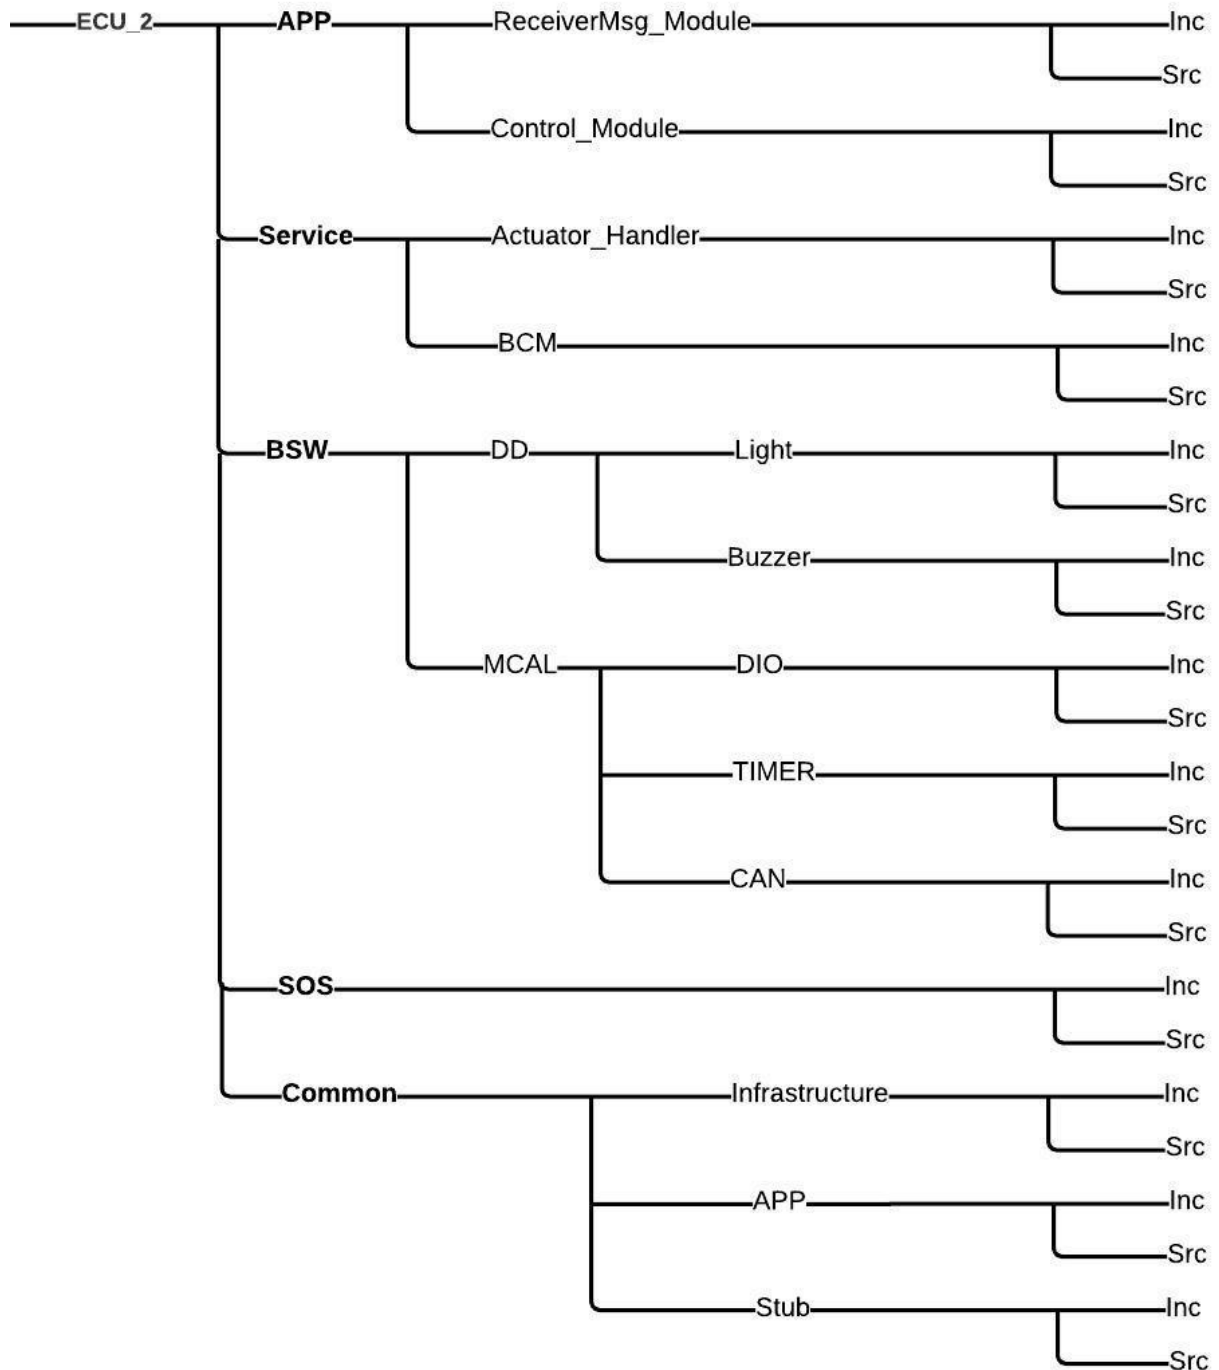 ECU_2 APP ReceiverMsg_Module Inc
Src
Control_Module Inc
Src
Service Actuator_Handler Inc
Src
BCM Inc
Src
BSW DD Light Inc
Src
Buzzer Inc
Src
MCAL DIO Inc
Src
TIMER Inc
Src
CAN Inc
Src
SOS Inc
Src
Common Infrastructure Inc
Src
APP Inc
Src
Stub Inc
Src